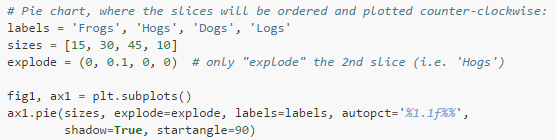 # Pie chart, where the slices will be ordered and plotted counter-clockwise:
labels = 'Frogs', 'Hogs', 'Dogs', 'Logs'
sizes = [15, 30, 45, 10]
explode = (0, 0.1, 0, 0)  # only "explode" the 2nd slice (i.e. 'Hogs')

fig1, ax1 = plt.subplots()
ax1.pie(sizes, explode=explode, labels=labels, autopct='%1.1f%%',
        shadow=True, startangle=90)